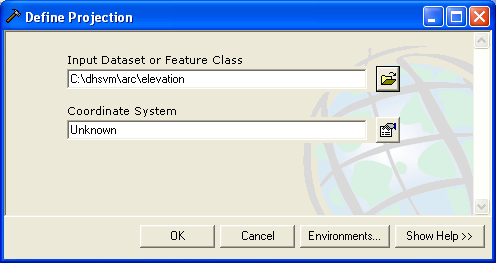 Define Projection
Input Dataset or Feature Class
C:\dhsvm\arc\elevation
Coordinate System
Unknown
OK Cancel Environments... Show Help >>